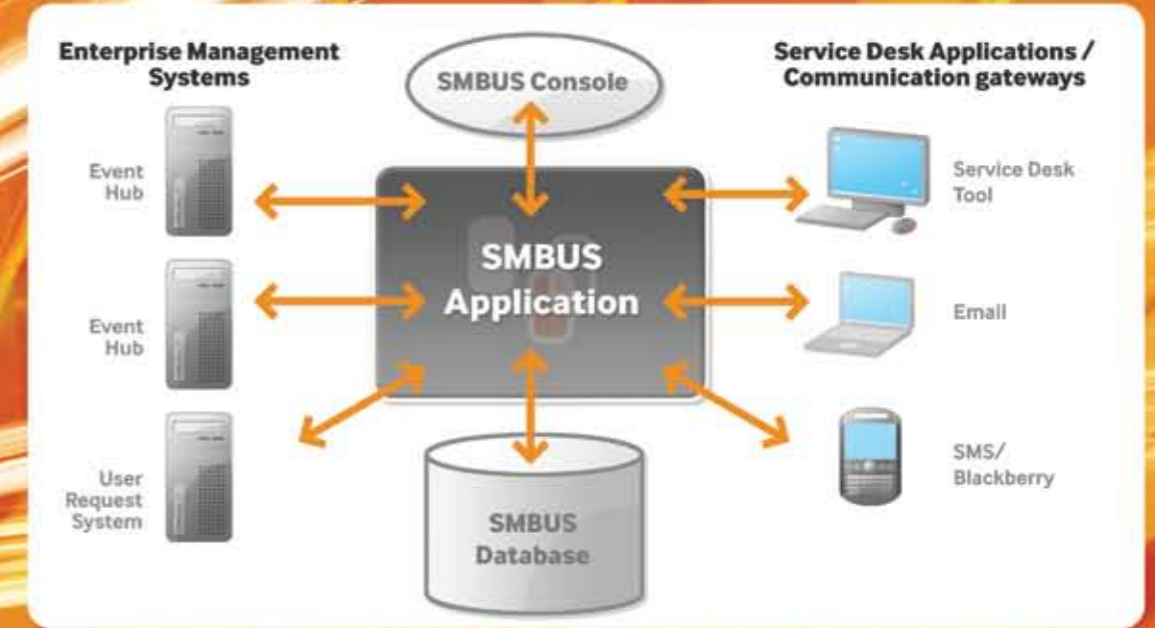 Enterprise Management
Systems
SMBUS Console
Service Desk Applications /
Communication gateways
Event
Hub
Service Desk
Tool
SMBUS
Application
Event
Hub
Email
User
Request
System
SMS/
Blackberry
SMBUS
Database